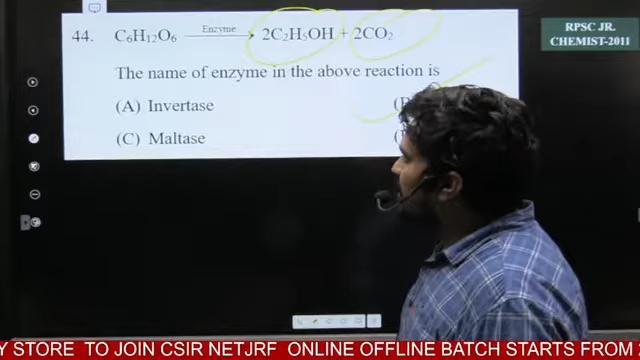 44. C₆H₁₂O₆ Enzyme → 2C₂H₅OH + 2CO₂
The name of enzyme in the above reaction is
(A) Invertase
(C) Maltase
RPSC JR.
CHEMIST-2011
STORE TO JOIN CSIR NETJRF ONLINE OFFLINE BATCH STARTS FROM